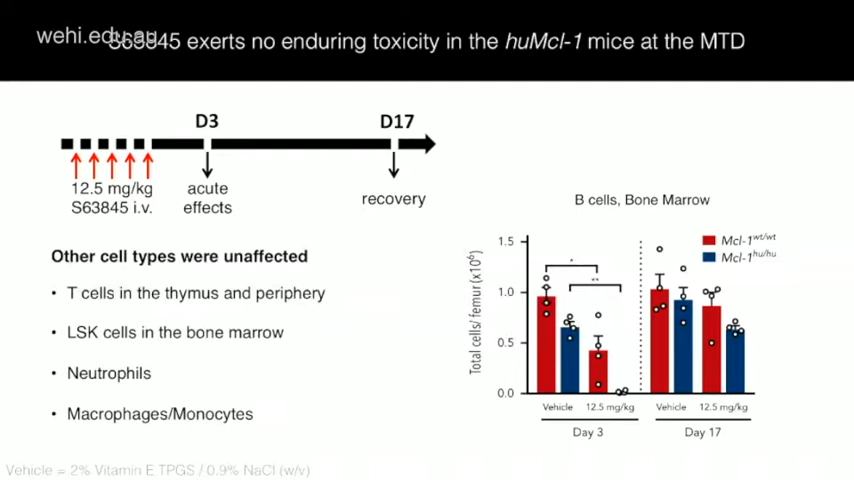 wehi.edu.au
S63845 exerts no enduring toxicity in the huMcl-1 mice at the MTD
D3
D17
12.5 mg/kg
S63845 i.v.
acute
effects
recovery
Other cell types were unaffected
• T cells in the thymus and periphery
• LSK cells in the bone marrow
• Neutrophils
• Macrophages/Monocytes
B cells, Bone Marrow
Mcl-1wt/wt
Mcl-1hu/hu
Total cells/ femur (x10⁶)
1.5
1.0
0.5
0.0
*
**
Vehicle
12.5 mg/kg
Vehicle
12.5 mg/kg
Day 3
Day 17
Vehicle = 2% Vitamin E TPGS / 0.9% NaCl (w/v)